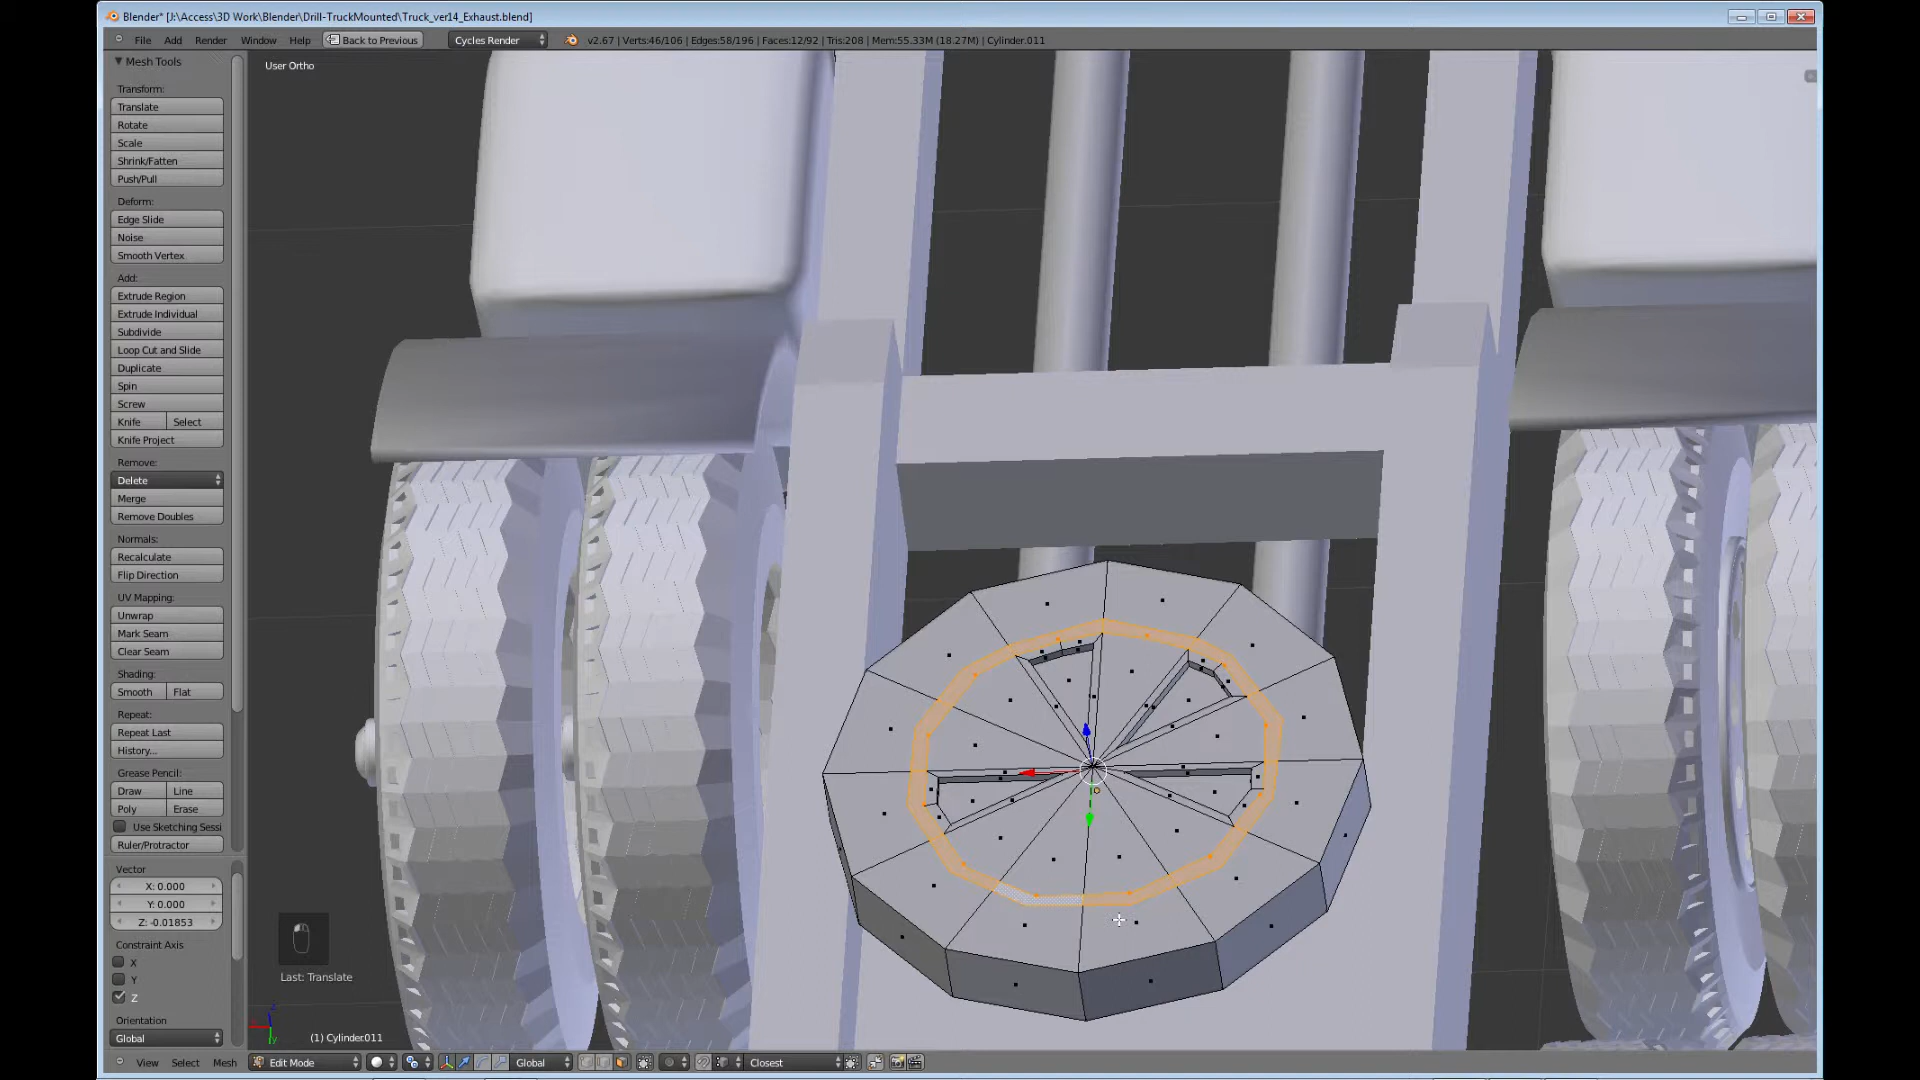 Blender* [J:\Access\3D Work\Blender\Drill-TruckMounted\Truck_ver14_Exhaust.blend]
File Add Render Window Help Back to Previous Cycles Render v2.67 | Verts:46/106 | Edges:58/196 | Faces:12/92 | Tris:208 | Mem:55.33M (18.27M) | Cylinder.011
Mesh Tools
User Ortho
Transform:
Translate
Rotate
Scale
Shrink/Fatten
Push/Pull
Deform:
Edge Slide
Noise
Smooth Vertex
Add:
Extrude Region
Extrude Individual
Subdivide
Loop Cut and Slide
Duplicate
Spin
Screw
Knife Select
Knife Project
Remove:
Delete
Merge
Remove Doubles
Normals:
Recalculate
Flip Direction
UV Mapping:
Unwrap
Mark Seam
Clear Seam
Shading:
Smooth Flat
Repeat:
Repeat Last
History...
Grease Pencil:
Draw Line
Poly Erase
Use Sketching Sessi
Ruler/Protractor
Vector
X: 0.000
Y: 0.000
Z: -0.01853
Constraint Axis
X
Y
Z
Orientation
Global
Last: Translate
(1) Cylinder.011
View Select Mesh Edit Mode Global Closest